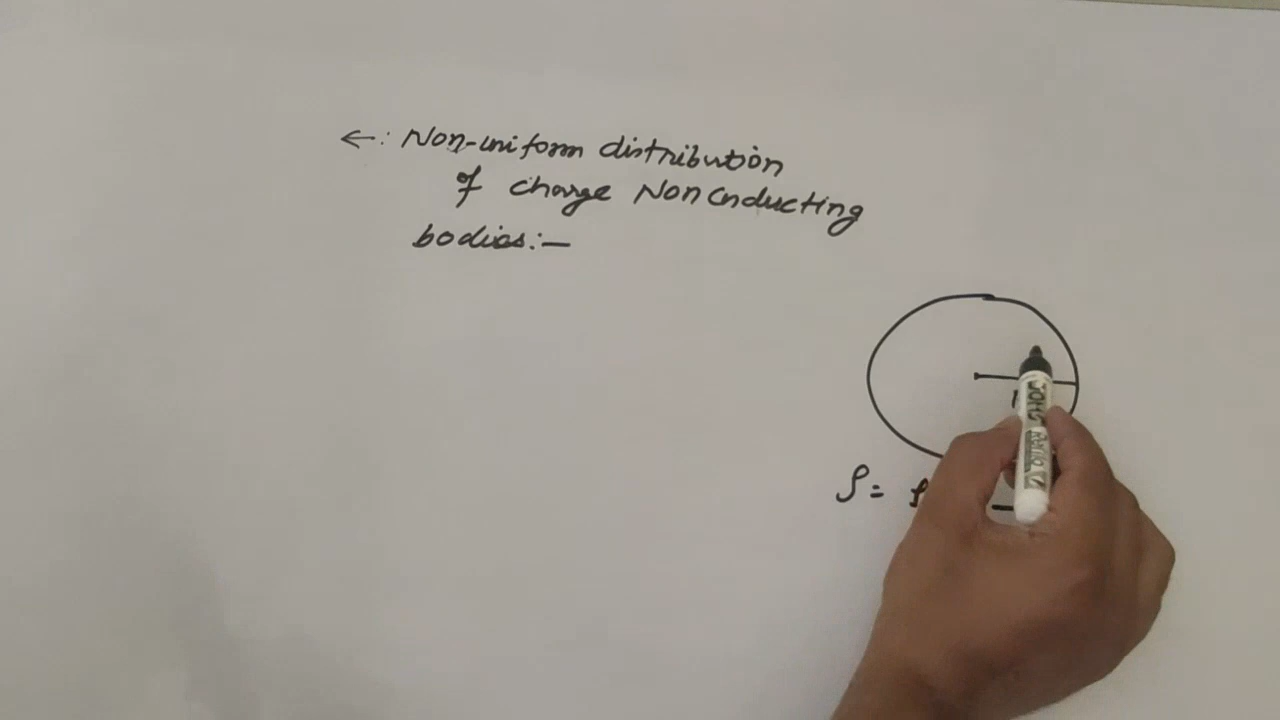 ←: Non-uniform distribution
of charge Nonconducting
bodies:—
ρ =